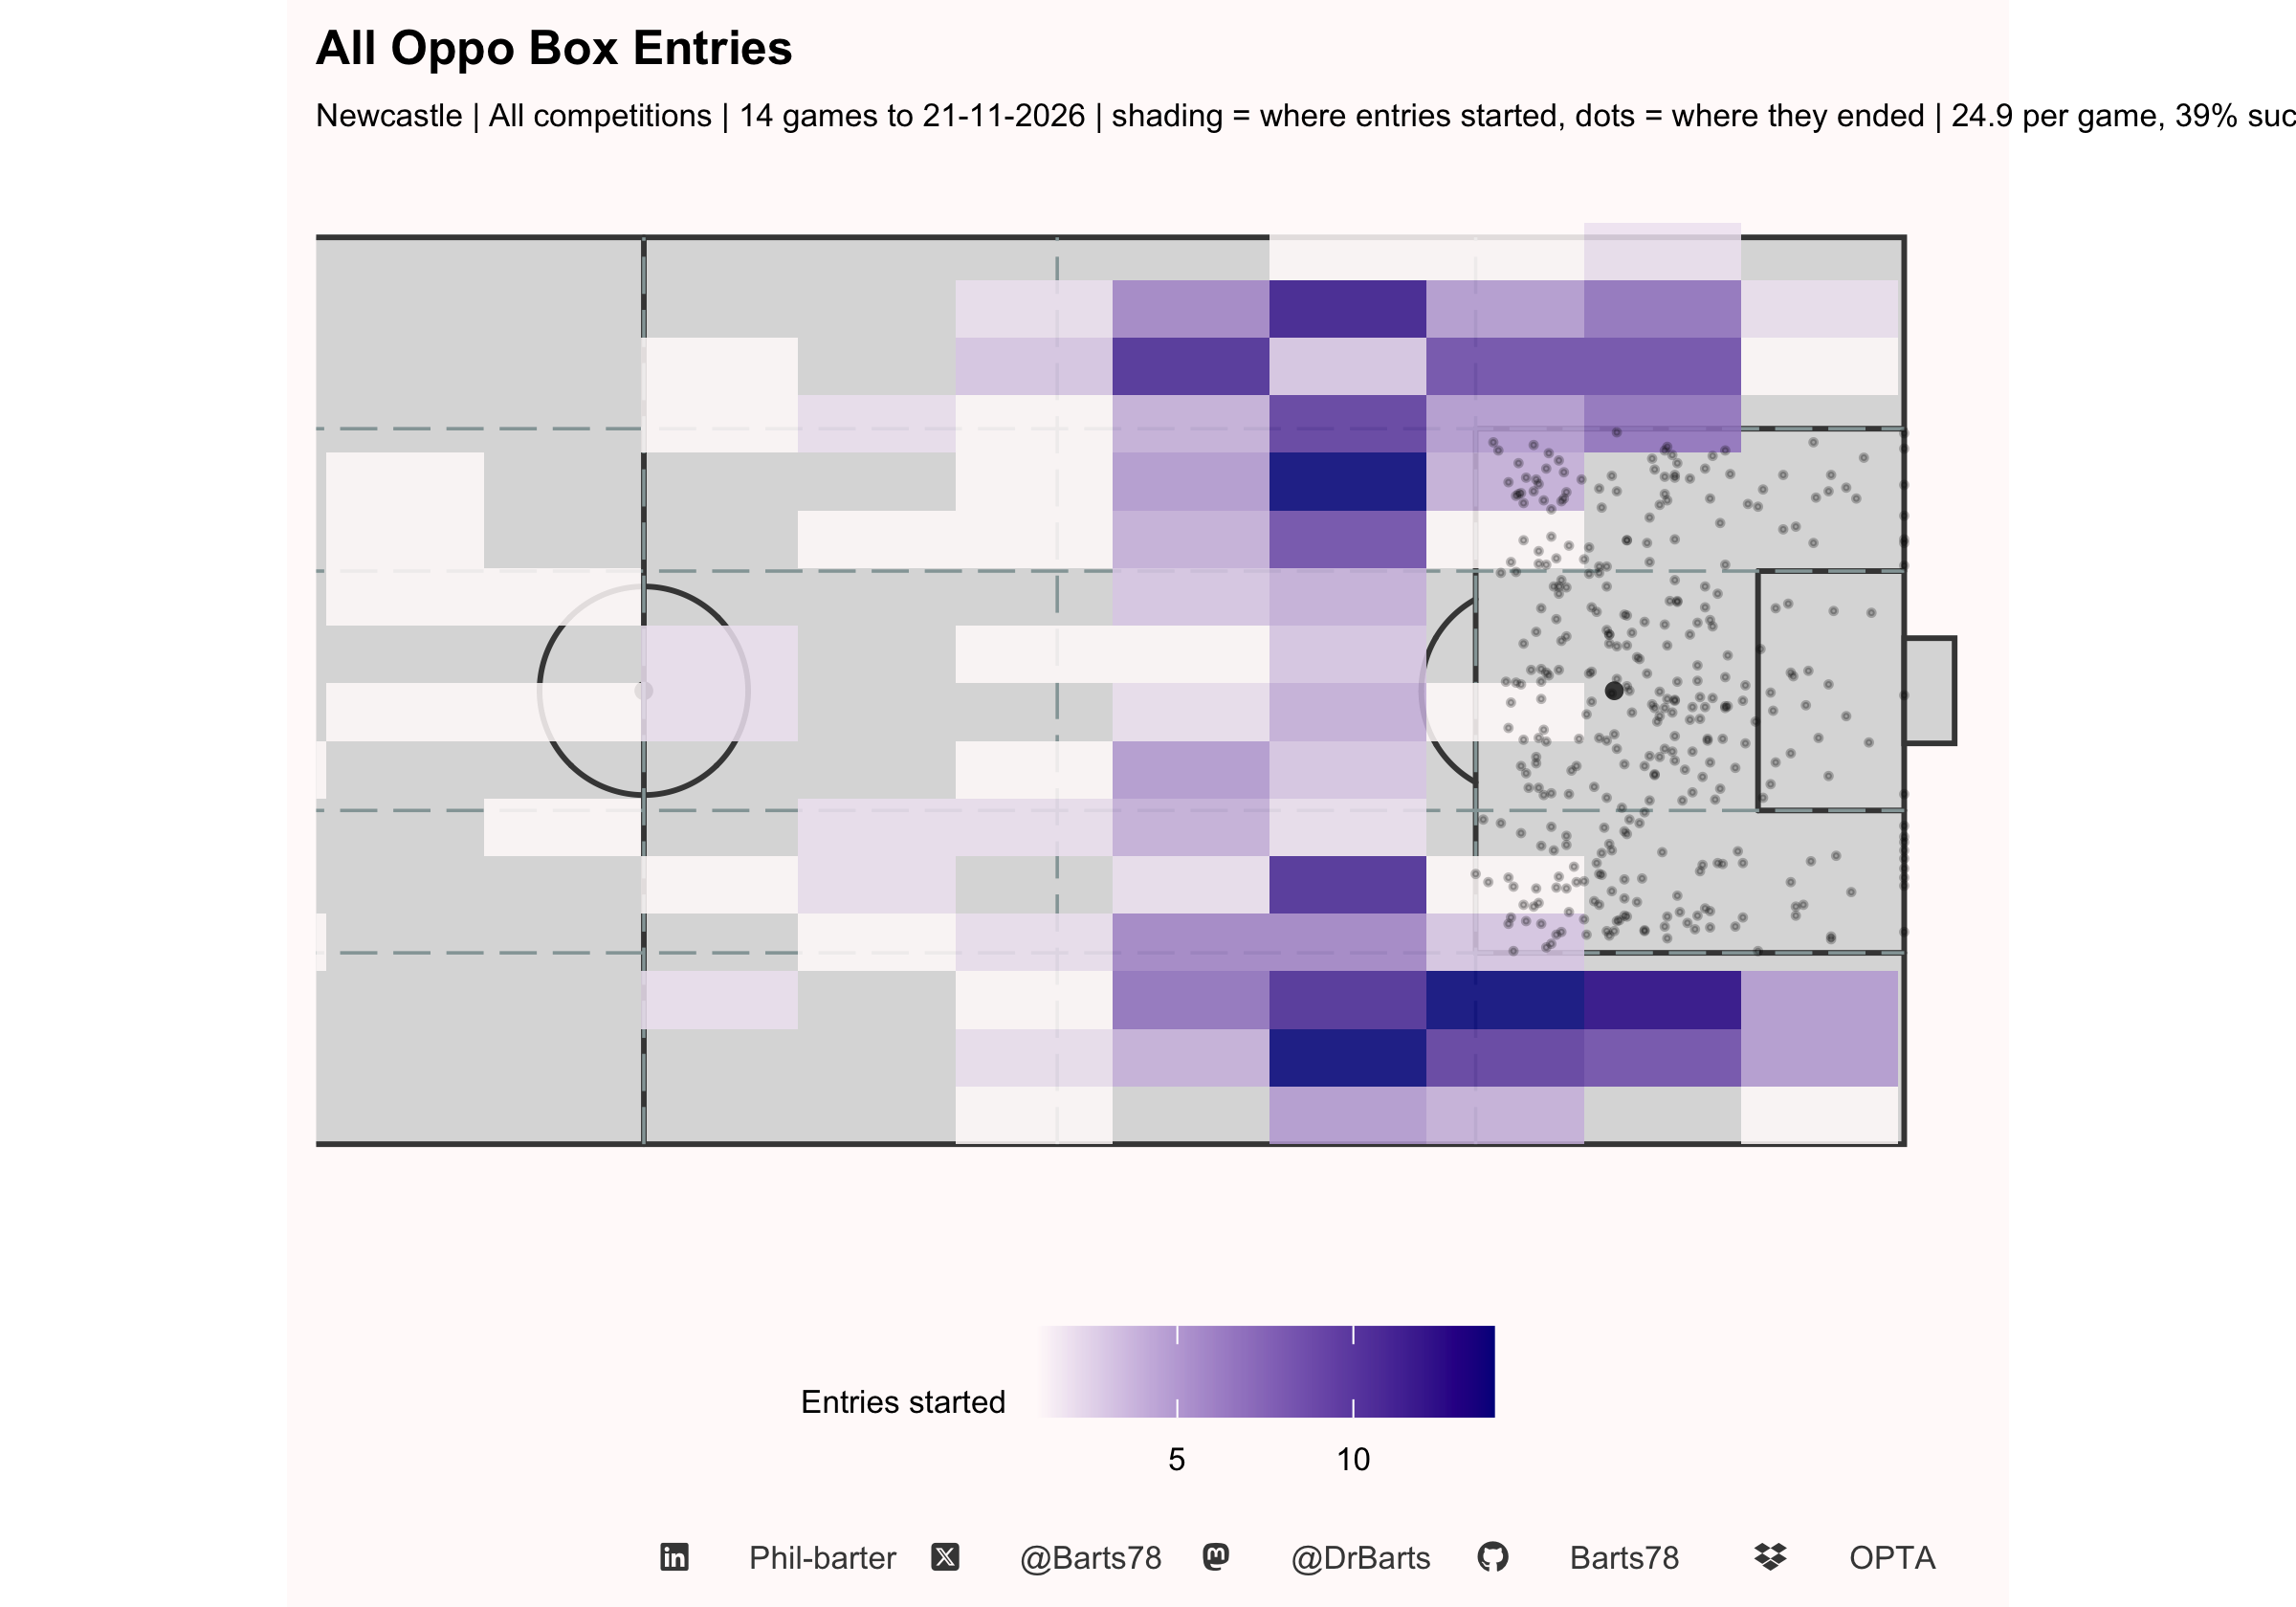 All Oppo Box Entries
Newcastle | All competitions | 14 games to 21-11-2026 | shading = where entries started, dots = where they ended | 24.9 per game, 39% suc
Entries started
5 10
Phil-barter @Barts78 @DrBarts Barts78 OPTA